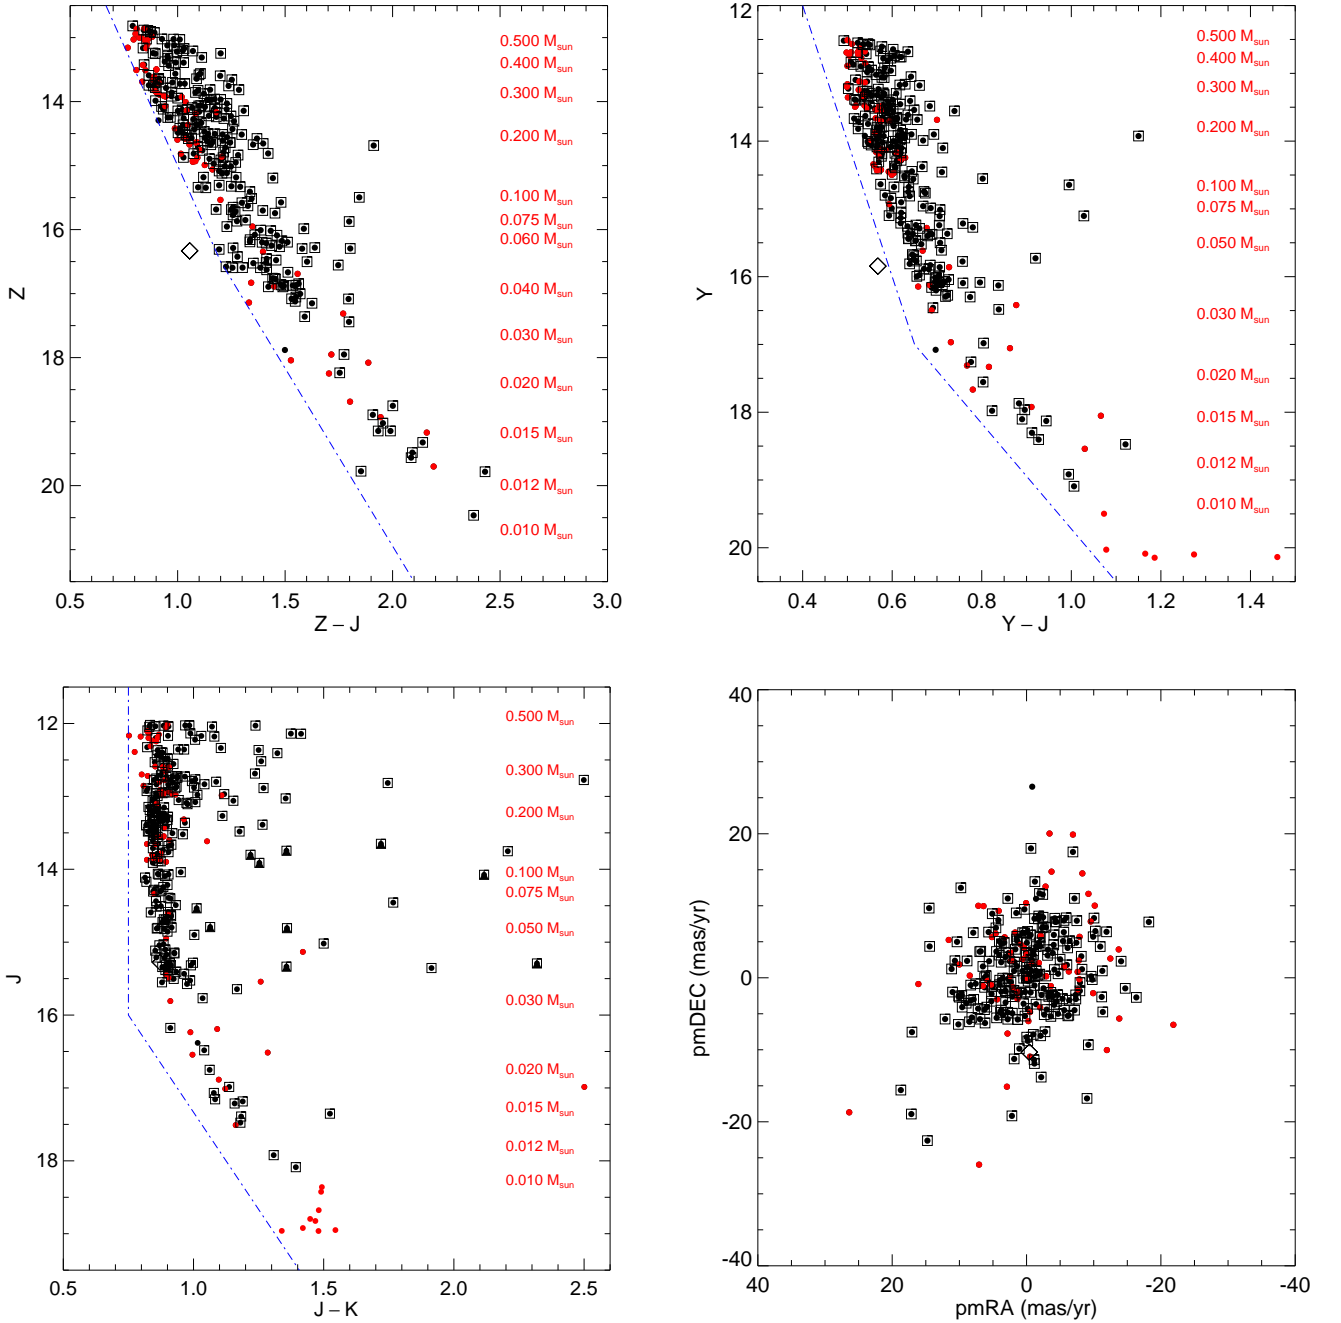 12
14
16
18
20
Z
0.500 Msun
0.400 Msun
0.300 Msun
0.200 Msun
0.100 Msun
0.075 Msun
0.060 Msun
0.040 Msun
0.030 Msun
0.020 Msun
0.015 Msun
0.012 Msun
0.010 Msun
0.5 1.0 1.5 2.0 2.5 3.0
Z – J
12
14
16
18
20
Y
0.500 Msun
0.400 Msun
0.300 Msun
0.200 Msun
0.100 Msun
0.075 Msun
0.050 Msun
0.030 Msun
0.020 Msun
0.015 Msun
0.012 Msun
0.010 Msun
0.4 0.6 0.8 1.0 1.2 1.4
Y – J
12
14
16
18
J
0.500 Msun
0.300 Msun
0.200 Msun
0.100 Msun
0.075 Msun
0.050 Msun
0.030 Msun
0.020 Msun
0.015 Msun
0.012 Msun
0.010 Msun
0.5 1.0 1.5 2.0 2.5
J – K
40
20
0
-20
-40
pmDEC (mas/yr)
40 20 0 -20 -40
pmRA (mas/yr)